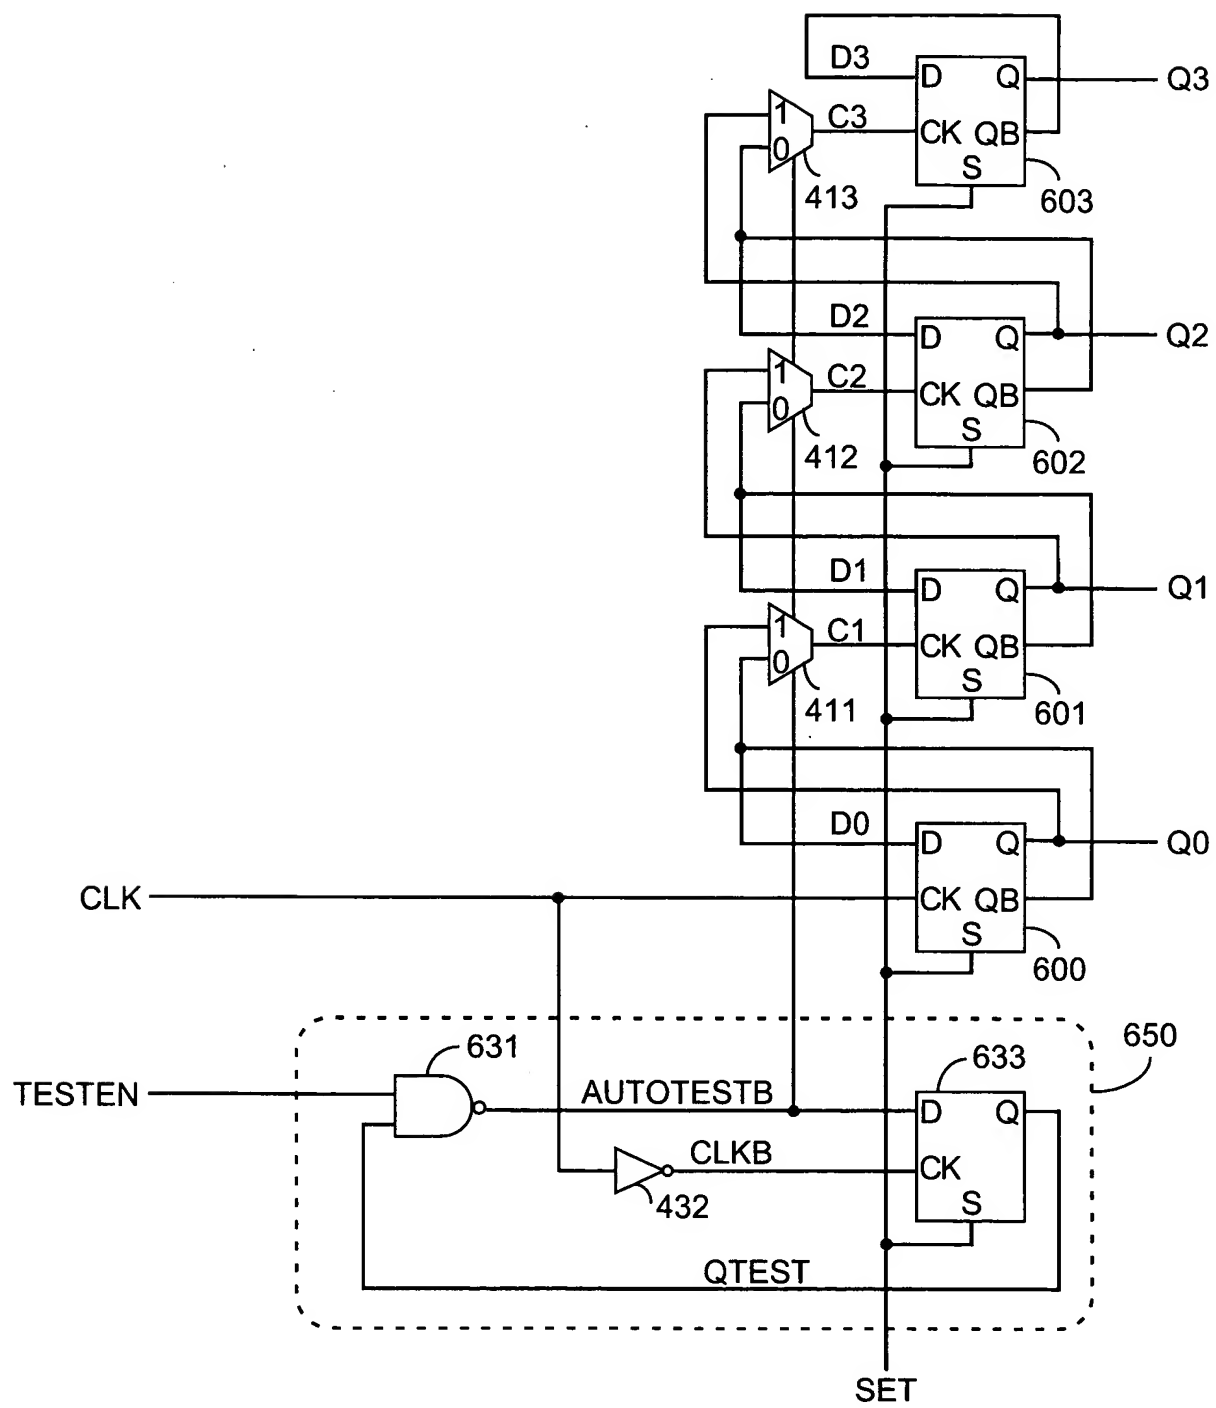 D3 D Q Q3
1 C3 CK QB
0 S
413 603
D2 D Q Q2
1 C2 CK QB
0 S
412 602
D1 D Q Q1
1 C1 CK QB
0 S
411 601
D0 D Q Q0
CLK CK QB
S
600
650
631 633
TESTEN AUTOTESTB D Q
CLKB CK
432 S
QTEST
SET